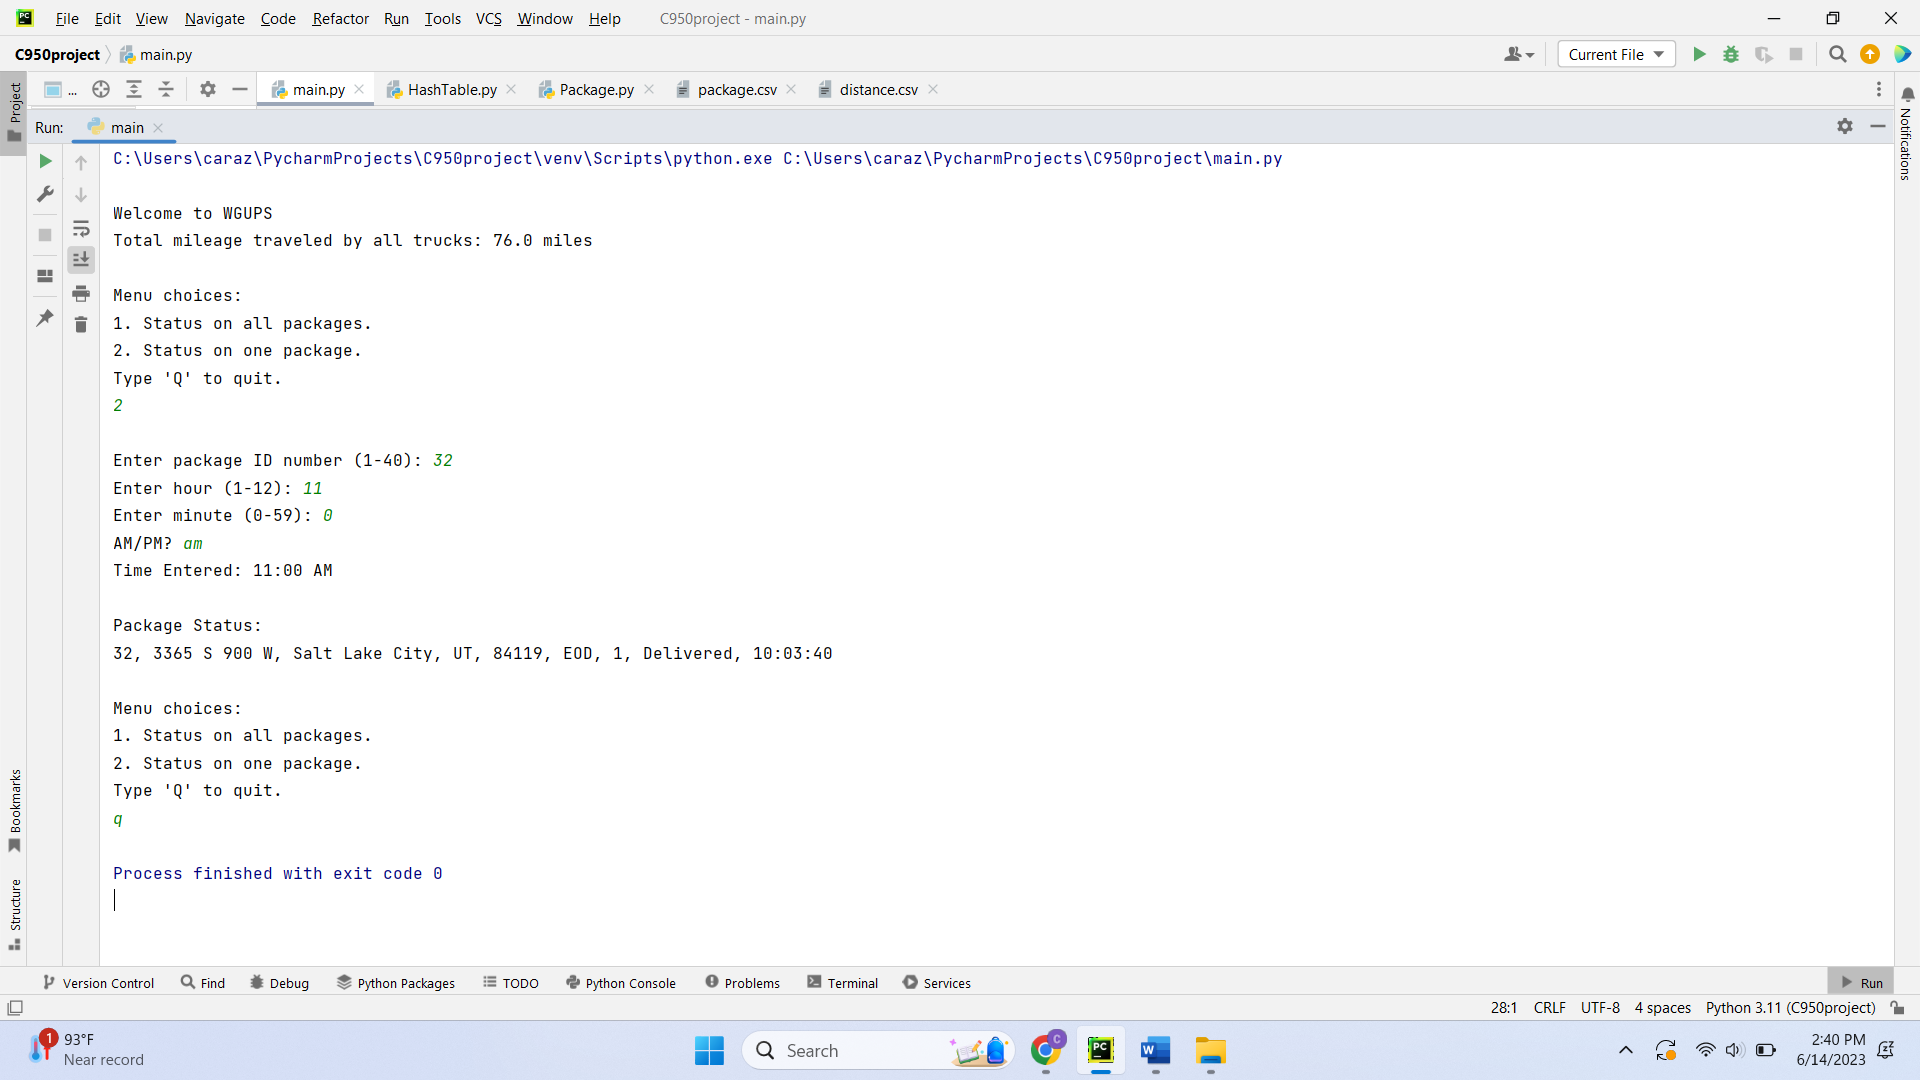 PC File Edit View Navigate Code Refactor Run Tools VCS Window Help C950project - main.py
C950project main.py Current File
Project ... main.py HashTable.py Package.py package.csv distance.csv Notifications
Run: main
C:\Users\caraz\PycharmProjects\C950project\venv\Scripts\python.exe C:\Users\caraz\PycharmProjects\C950project\main.py
Welcome to WGUPS
Total mileage traveled by all trucks: 76.0 miles
Menu choices:
1. Status on all packages.
2. Status on one package.
Type 'Q' to quit.
2
Enter package ID number (1-40): 32
Enter hour (1-12): 11
Enter minute (0-59): 0
AM/PM? am
Time Entered: 11:00 AM
Package Status:
32, 3365 S 900 W, Salt Lake City, UT, 84119, EOD, 1, Delivered, 10:03:40
Menu choices:
1. Status on all packages.
2. Status on one package.
Type 'Q' to quit.
q
Process finished with exit code 0
Bookmarks
Structure
Version Control Find Debug Python Packages TODO Python Console Problems Terminal Services Run
28:1 CRLF UTF-8 4 spaces Python 3.11 (C950project)
1 93°F Search C PC W 2:40 PM
Near record 6/14/2023